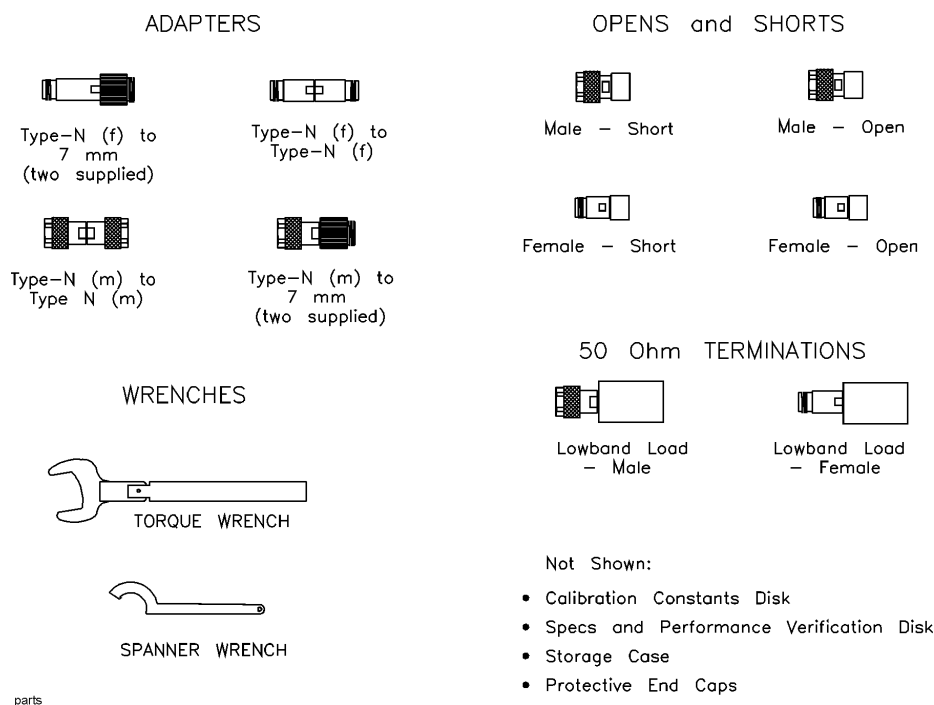 ADAPTERS
Type-N (f) to
7 mm
(two supplied)
Type-N (f) to
Type-N (f)
Type-N (m) to
Type N (m)
Type-N (m) to
7 mm
(two supplied)
WRENCHES
TORQUE WRENCH
SPANNER WRENCH
parts
OPENS and SHORTS
Male - Short
Male - Open
Female - Short
Female - Open
50 Ohm TERMINATIONS
Lowband Load
- Male
Lowband Load
- Female
Not Shown:
• Calibration Constants Disk
• Specs and Performance Verification Disk
• Storage Case
• Protective End Caps